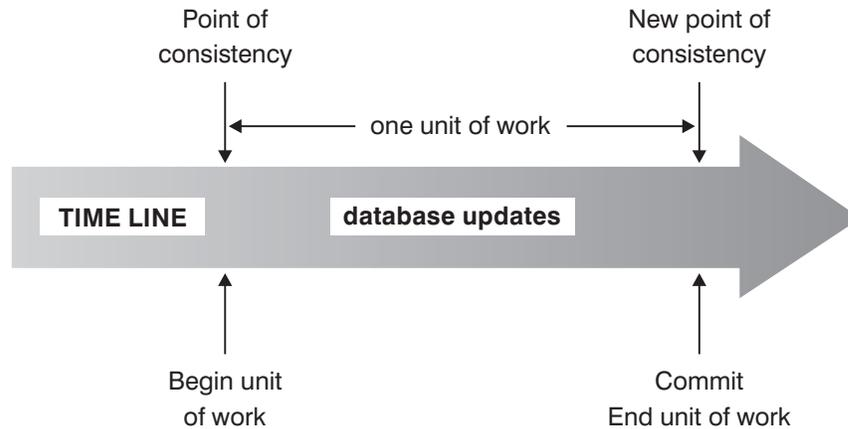 Point of
consistency
New point of
consistency
one unit of work
TIME LINE
database updates
Begin unit
of work
Commit
End unit of work